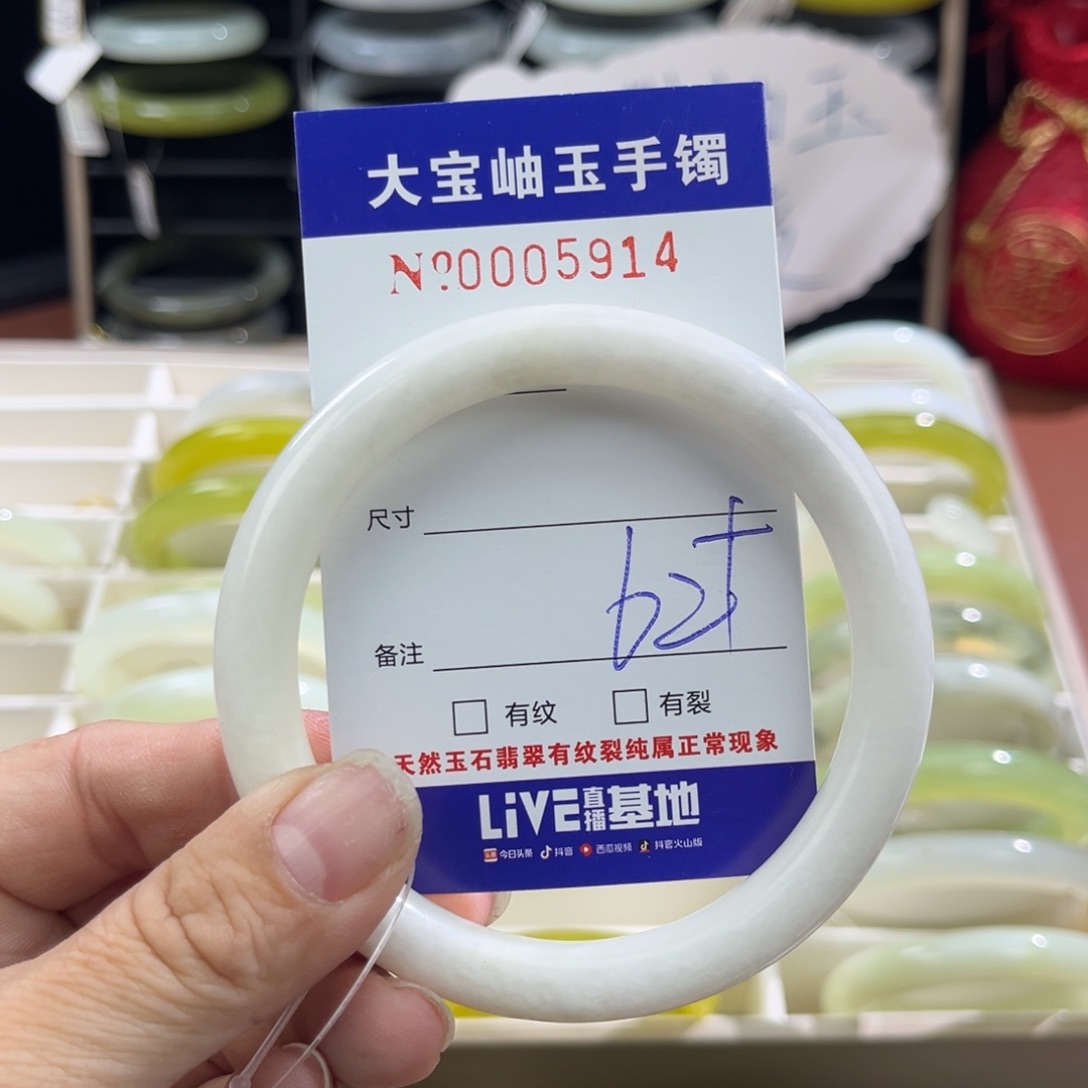 大宝岫玉手镯
Nº0005914
尺寸
62+
备注
□ 有纹 □ 有裂
天然玉石翡翠有纹裂纯属正常现象
LiVE直播基地
头条 今日头条 抖音 西瓜视频 抖音火山版